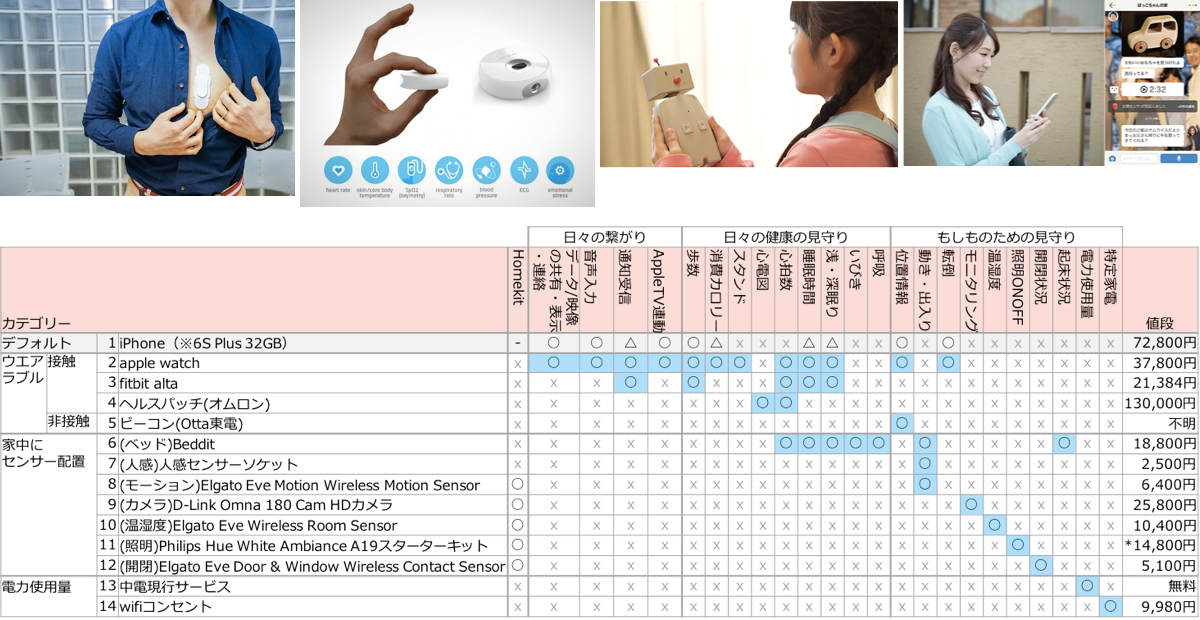 heart rate
skin/core body temperature
SpO2 (oxymetry)
respiratory rate
blood pressure
ECG
emotional stress
2:32
日々の繋がり 日々の健康の見守り もしものための見守り
カテゴリー Homekit データ/映像の共有・表示・連絡 音声入力 通知受信 AppleTV連動 歩数 消費カロリー スタンド 心電図 心拍数 睡眠時間 浅・深眠り いびき 呼吸 位置情報 動き・出入り 転倒 モニタリング 温湿度 照明ONOFF 開閉状況 起床状況 電力使用量 特定家電 値段
デフォルト 1 iPhone（※6S Plus 32GB） - ○ ○ △ ○ ○ △ x x x △ △ x x ○ x ○ x x x x x x x 72,800円
ウエアラブル 接触 2 apple watch x ○ ○ ○ ○ ○ ○ ○ x ○ ○ ○ x x ○ x ○ x x x x x x x 37,800円
3 fitbit alta x x x ○ x ○ x x x ○ ○ ○ x x x x x x x x x x x x 21,384円
4 ヘルスパッチ(オムロン) x x x x x x x x ○ ○ x x x x x x x x x x x x x x 130,000円
非接触 5 ビーコン(Otta東電) x x x x x x x x x x x x x x ○ x x x x x x x x x 不明
家中にセンサー配置 6 (ベッド)Beddit x x x x x x x x x ○ ○ ○ ○ ○ x ○ x x x x x ○ x x 18,800円
7 (人感)人感センサーソケット x x x x x x x x x x x x x x x ○ x x x x x x x x 2,500円
8 (モーション)Elgato Eve Motion Wireless Motion Sensor ○ x x x x x x x x x x x x x x ○ x x x x x x x x 6,400円
9 (カメラ)D-Link Omna 180 Cam HDカメラ ○ x x x x x x x x x x x x x x x x ○ x x x x x x 25,800円
10 (温湿度)Elgato Eve Wireless Room Sensor ○ x x x x x x x x x x x x x x x x x ○ x x x x x 10,400円
11 (照明)Philips Hue White Ambiance A19スターターキット ○ x x x x x x x x x x x x x x x x x x ○ x x x x *14,800円
12 (開閉)Elgato Eve Door & Window Wireless Contact Sensor ○ x x x x x x x x x x x x x x x x x x x ○ x x x 5,100円
電力使用量 13 中電現行サービス x x x x x x x x x x x x x x x x x x x x x x ○ x 無料
14 wifiコンセント x x x x x x x x x x x x x x x x x x x x x x x ○ 9,980円